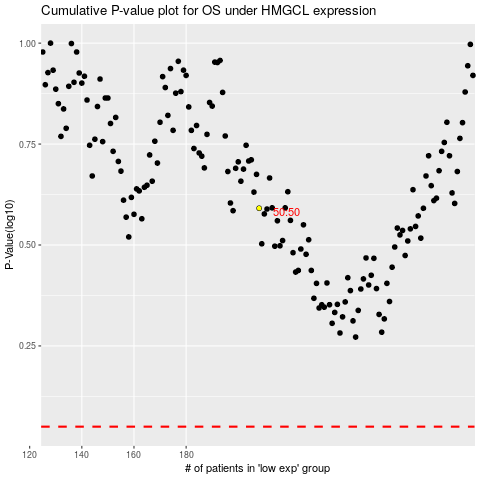 Cumulative P-value plot for OS under HMGCL expression
P-Value(log10)
1.00
0.75
0.50
0.25
50:50
120 140 160 180
# of patients in 'low exp' group